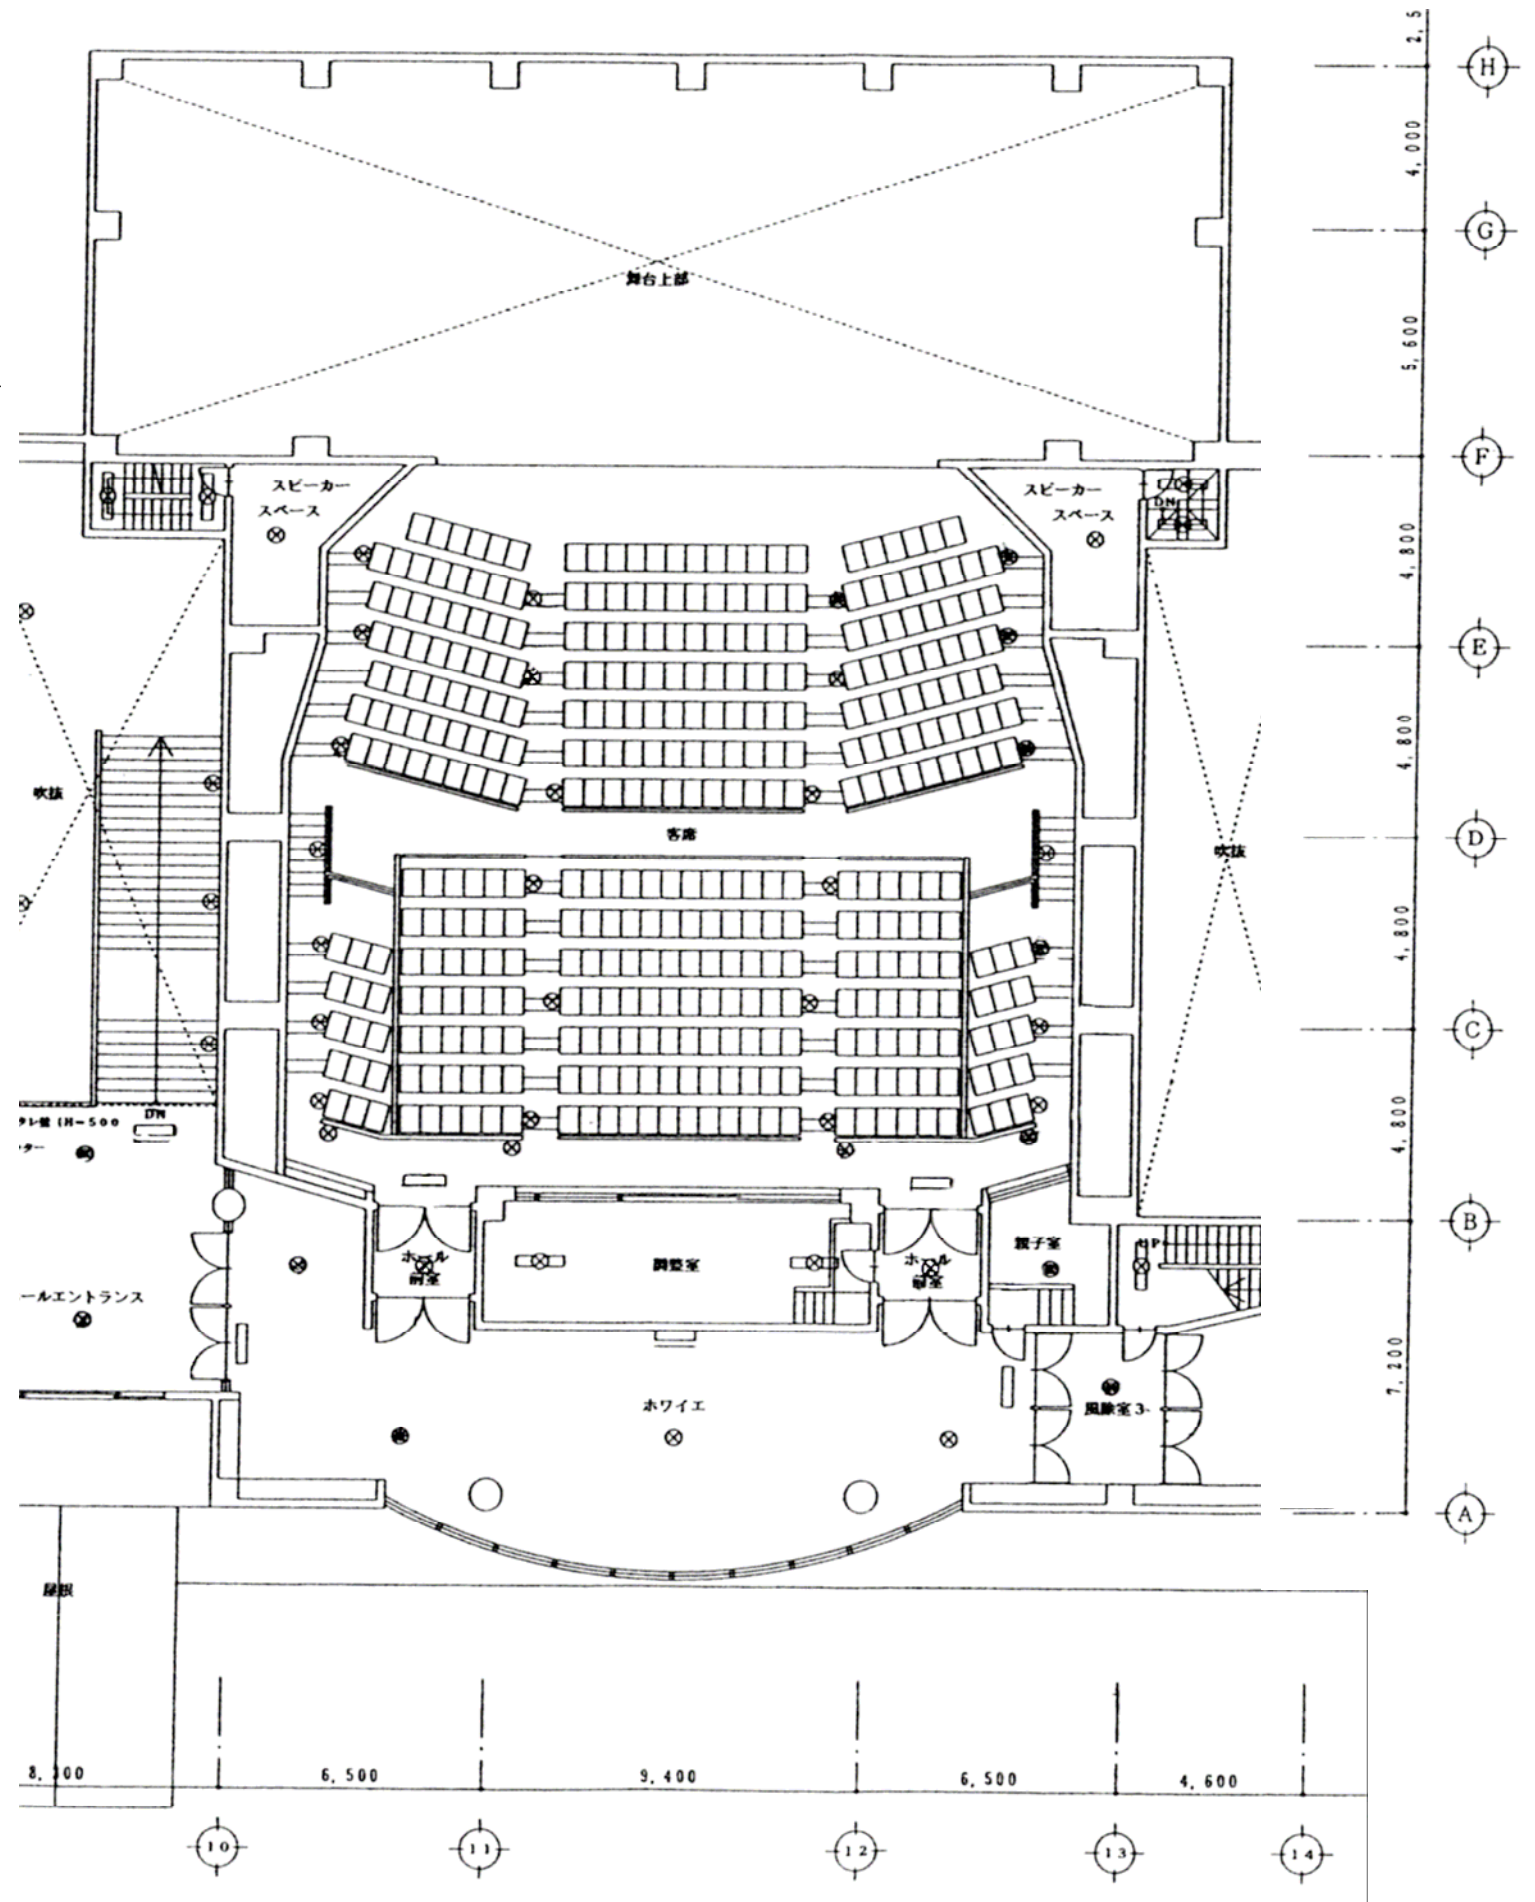 2,5
H
4,000
G
舞台上部
5,600
F
スピーカー
スペース
スピーカー
スペース
DN
4,800
E
4,800
吹抜
客席
D
吹抜
4,800
C
DN
4,800
B
ホール
前室
調整室
ホール
前室
親子室
UP
ールエントランス
7,200
ホワイエ
風除室3
A
屋根
6,500
9,400
6,500
4,600
10
11
12
13
14